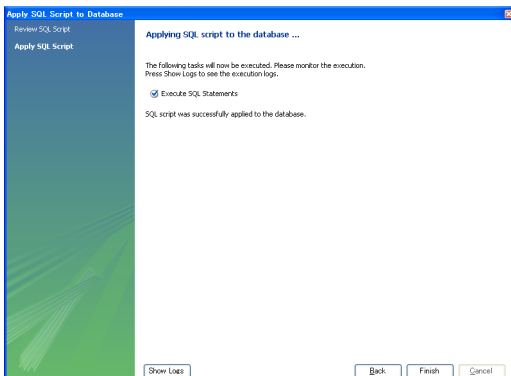 Apply SQL Script to Database
Review SQL Script
Apply SQL Script
Applying SQL script to the database ...
The following tasks will now be executed. Please monitor the execution.
Press Show Logs to see the execution logs.
Execute SQL Statements
SQL script was successfully applied to the database.
Show Logs
Back
Finish
Cancel